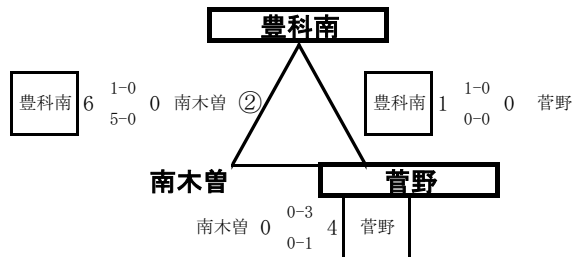 豊科南
豊科南 6 1-0 0 南木曽 ②
5-0
豊科南 1 1-0 0 菅野
0-0
南木曽
菅野
南木曽 0 0-3 4 菅野
0-1